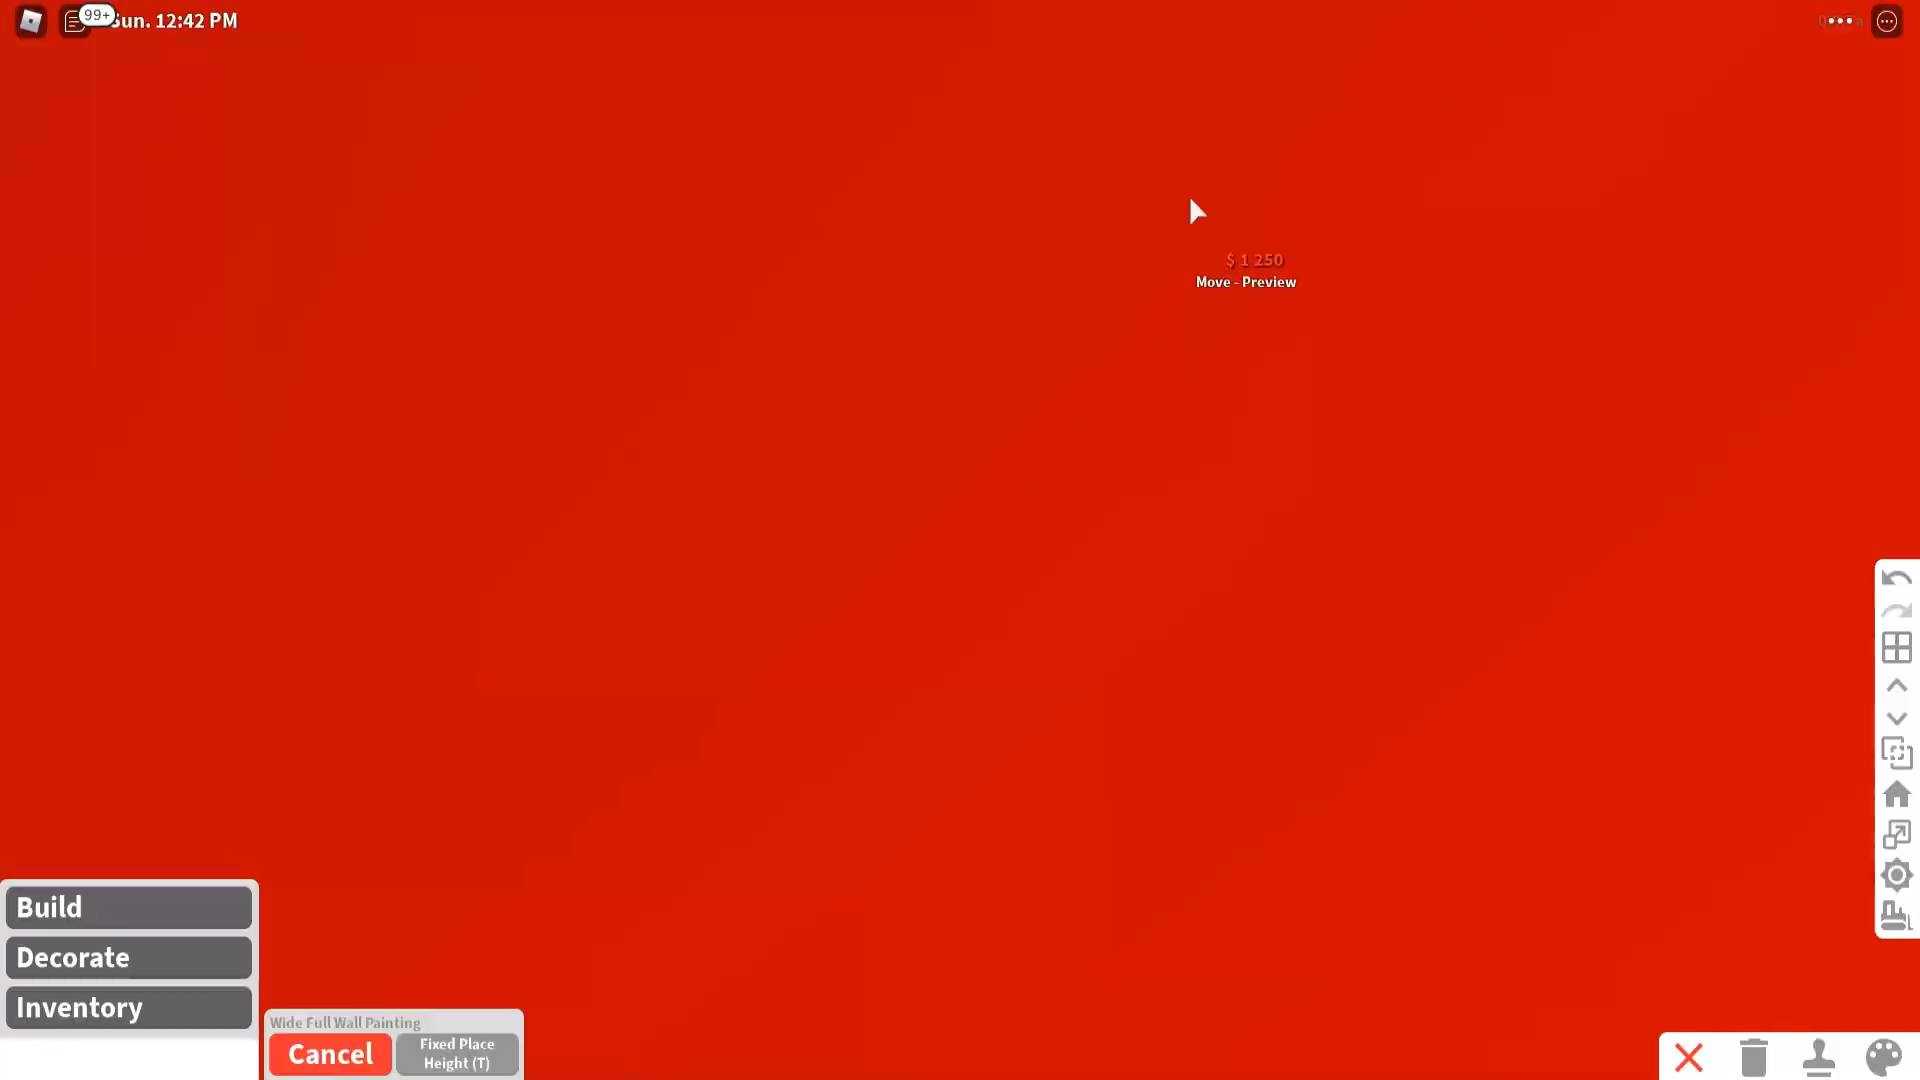 99+
Sun. 12:42 PM
$ 1 250
Move - Preview
Build
Decorate
Inventory
Wide Full Wall Painting
Cancel
Fixed Place
Height (T)